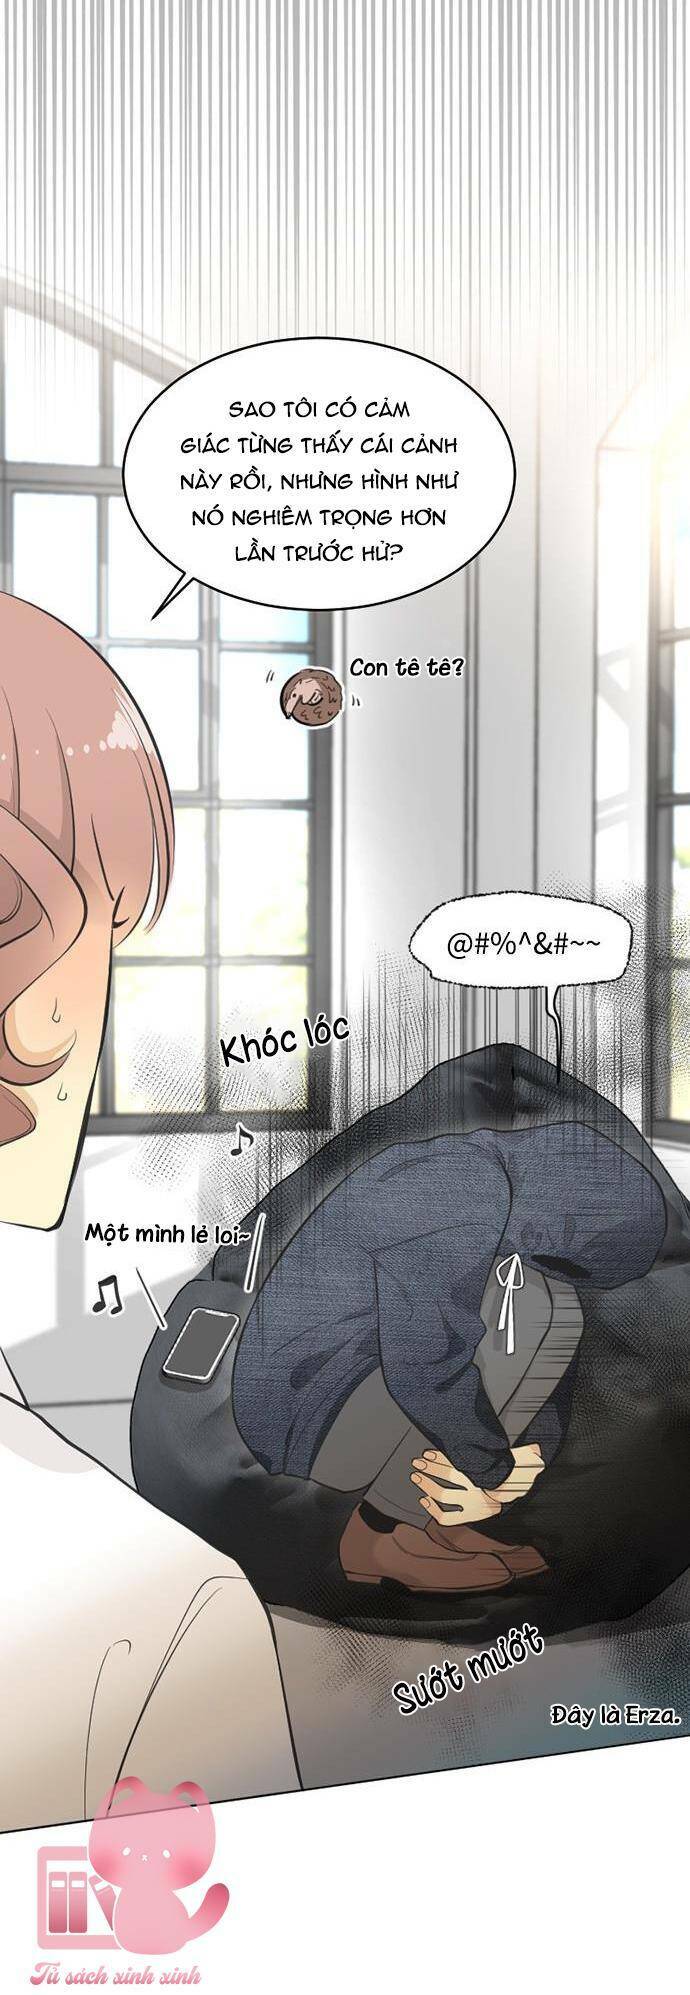 SAO TÔI CÓ CẢM
GIÁC TỪNG THẤY CÁI CẢNH
NÀY RỒI, NHƯNG HÌNH NHƯ
NÓ NGHIÊM TRỌNG HƠN
LẦN TRƯỚC HỬ?
Con tê tê?
@#%^&#~~
Khóc lóc
Một mình lẻ loi~
Sướt mướt
Đây là Erza.
Tủ sách xinh xinh